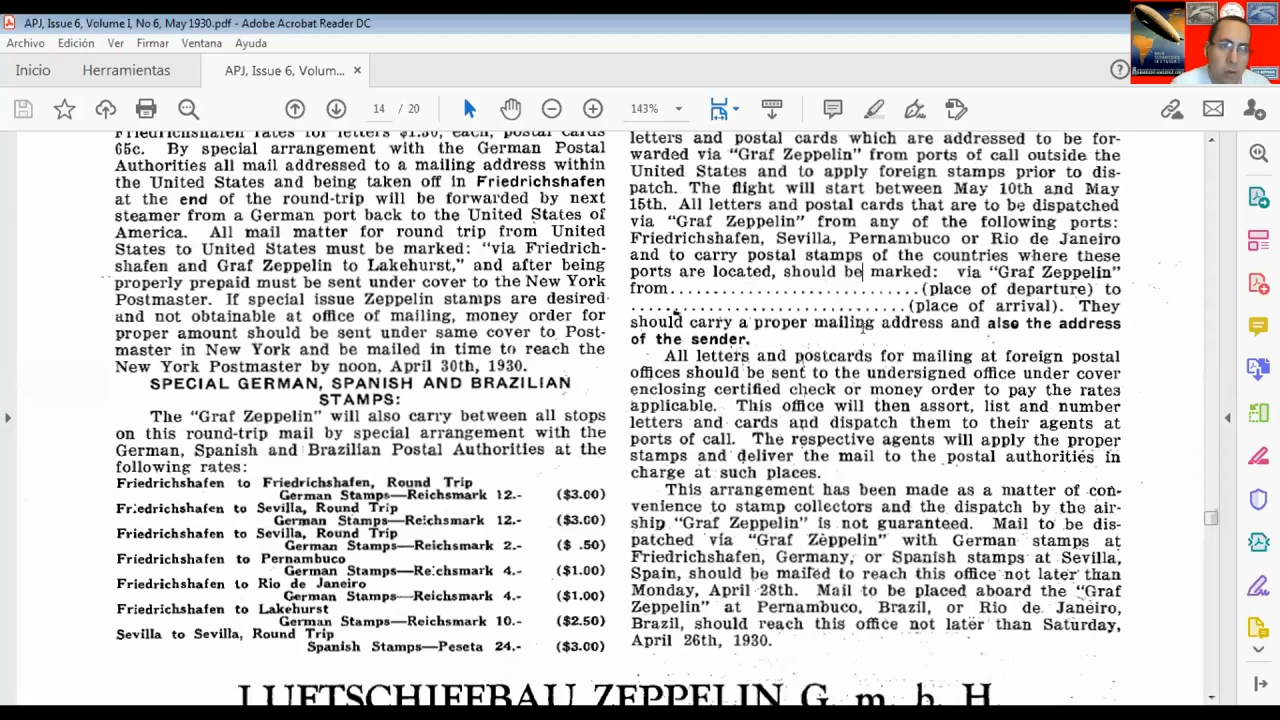 APJ, Issue 6, Volume I, No 6, May 1930.pdf - Adobe Acrobat Reader DC
Archivo Edición Ver Firmar Ventana Ayuda
Inicio Herramientas APJ, Issue 6, Volum...
14 / 20 143%
Friedrichshafen rates for letters $1.30, each, postal cards
65c. By special arrangement with the German Postal
Authorities all mail addressed to a mailing address within
the United States and being taken off in Friedrichshafen
at the end of the round-trip will be forwarded by next
steamer from a German port back to the United States of
America. All mail matter for round trip from United
States to United States must be marked: "via Friedrich-
shafen and Graf Zeppelin to Lakehurst," and after being
properly prepaid must be sent under cover to the New York
Postmaster. If special issue Zeppelin stamps are desired
and not obtainable at office of mailing, money order for
proper amount should be sent under same cover to Post-
master in New York and be mailed in time to reach the
New York Postmaster by noon, April 30th, 1930.
SPECIAL GERMAN, SPANISH AND BRAZILIAN
STAMPS:
The "Graf Zeppelin" will also carry between all stops
on this round-trip mail by special arrangement with the
German, Spanish and Brazilian Postal Authorities at the
following rates:
Friedrichshafen to Friedrichshafen, Round Trip
German Stamps—Reichsmark 12.- ($3.00)
Friedrichshafen to Sevilla, Round Trip
German Stamps—Reichsmark 12.- ($3.00)
Friedrichshafen to Sevilla, Round Trip
German Stamps—Reichsmark 2.- ($ .50)
Friedrichshafen to Pernambuco
German Stamps—Reichsmark 4.- ($1.00)
Friedrichshafen to Rio de Janeiro
German Stamps—Reichsmark 4.- ($1.00)
Friedrichshafen to Lakehurst
German Stamps—Reichsmark 10.- ($2.50)
Sevilla to Sevilla, Round Trip
Spanish Stamps—Peseta 24.- ($3.00)
letters and postal cards which are addressed to be for-
warded via "Graf Zeppelin" from ports of call outside the
United States and to apply foreign stamps prior to dis-
patch. The flight will start between May 10th and May
15th. All letters and postal cards that are to be dispatched
via "Graf Zeppelin" from any of the following ports:
Friedrichshafen, Sevilla, Pernambuco or Rio de Janeiro
and to carry postal stamps of the countries where these
ports are located, should be marked: via "Graf Zeppelin"
from..............................(place of departure) to
..................................(place of arrival). They
should carry a proper mailing address and also the address
of the sender.
All letters and postcards for mailing at foreign postal
offices should be sent to the undersigned office under cover
enclosing certified check or money order to pay the rates
applicable. This office will then assort, list and number
letters and cards and dispatch them to their agents at
ports of call. The respective agents will apply the proper
stamps and deliver the mail to the postal authorities in
charge at such places.
This arrangement has been made as a matter of con-
venience to stamp collectors and the dispatch by the air-
ship "Graf Zeppelin" is not guaranteed. Mail to be dis-
patched via "Graf Zeppelin" with German stamps at
Friedrichshafen, Germany, or Spanish stamps at Sevilla,
Spain, should be mailed to reach this office not later than
Monday, April 28th. Mail to be placed aboard the "Graf
Zeppelin" at Pernambuco, Brazil, or Rio de Janeiro,
Brazil, should reach this office not later than Saturday,
April 26th, 1930.
LUFTSCHIFFBAU ZEPPELIN G. m. b. H.